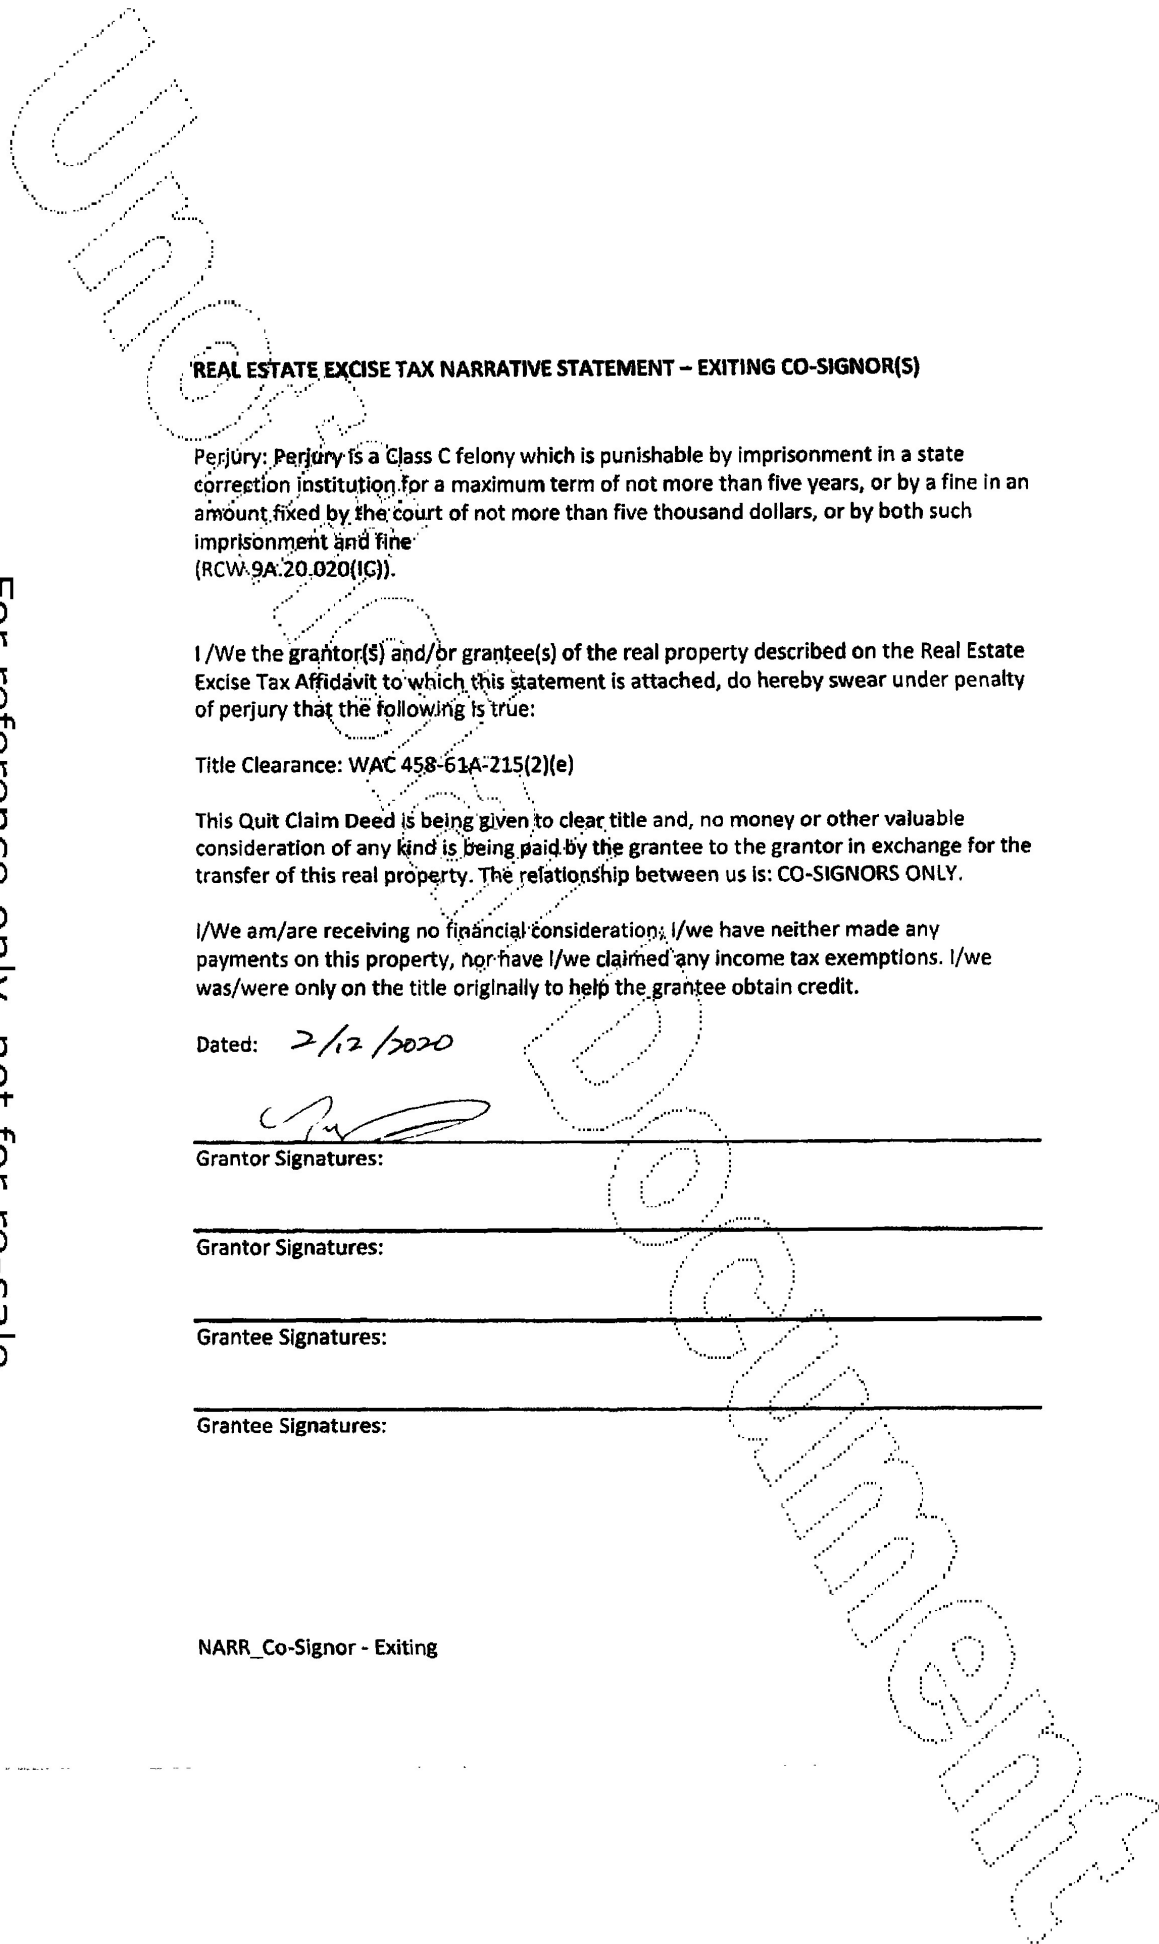 Unofficial Document
For reference only, not for re-sale
REAL ESTATE EXCISE TAX NARRATIVE STATEMENT – EXITING CO-SIGNOR(S)
Perjury: Perjury is a Class C felony which is punishable by imprisonment in a state
correction institution for a maximum term of not more than five years, or by a fine in an
amount fixed by the court of not more than five thousand dollars, or by both such
imprisonment and fine
(RCW 9A.20.020(IC)).
I /We the grantor(s) and/or grantee(s) of the real property described on the Real Estate
Excise Tax Affidavit to which this statement is attached, do hereby swear under penalty
of perjury that the following is true:
Title Clearance: WAC 458-61A-215(2)(e)
This Quit Claim Deed is being given to clear title and, no money or other valuable
consideration of any kind is being paid by the grantee to the grantor in exchange for the
transfer of this real property. The relationship between us is: CO-SIGNORS ONLY.
I/We am/are receiving no financial consideration; I/we have neither made any
payments on this property, nor have I/we claimed any income tax exemptions. I/we
was/were only on the title originally to help the grantee obtain credit.
Dated: 2/12/2020
Grantor Signatures:
Grantor Signatures:
Grantee Signatures:
Grantee Signatures:
NARR_Co-Signor - Exiting